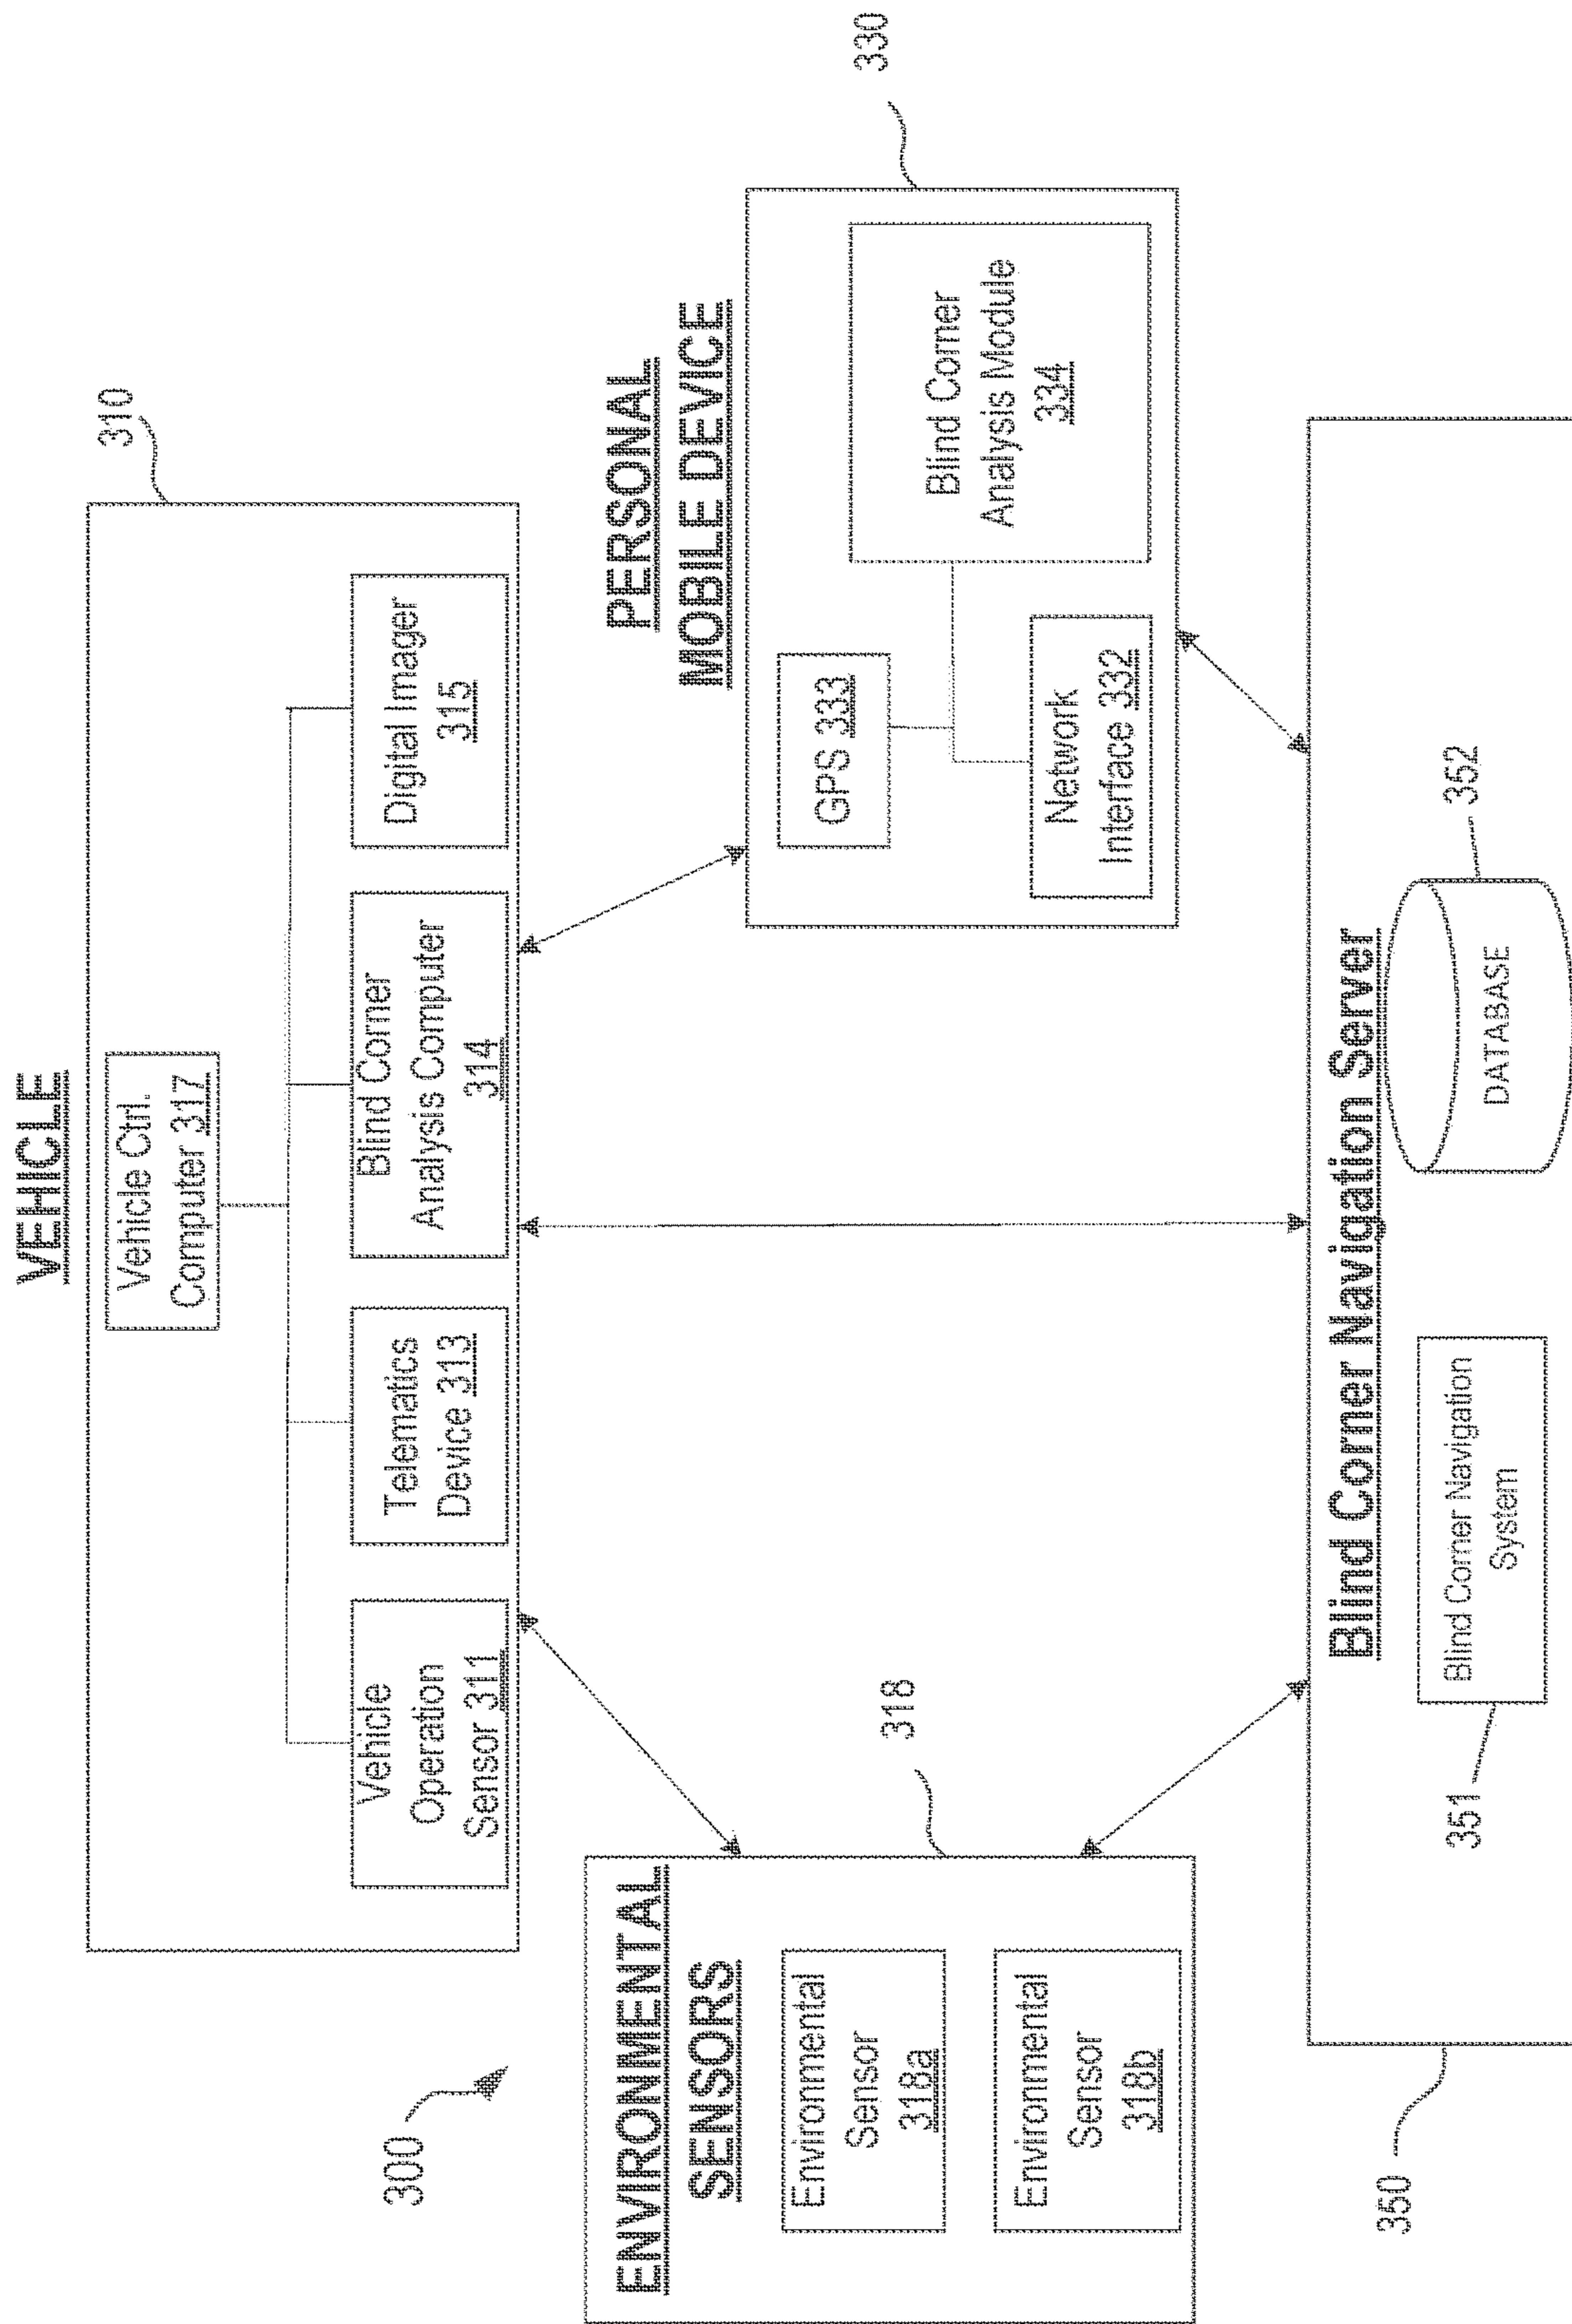 VEHICLE
310
Vehicle Ctrl.
Computer 317
Vehicle
Operation
Sensor 311
Telematics
Device 313
Blind Corner
Analysis Computer
314
Digital Imager
315
300
ENVIRONMENTAL
SENSORS
Environmental
Sensor
318a
Environmental
Sensor
318b
318
PERSONAL
MOBILE DEVICE
330
GPS 333
Network
Interface 332
Blind Corner
Analysis Module
334
350
Blind Corner Navigation Server
351
Blind Corner Navigation
System
352
DATABASE